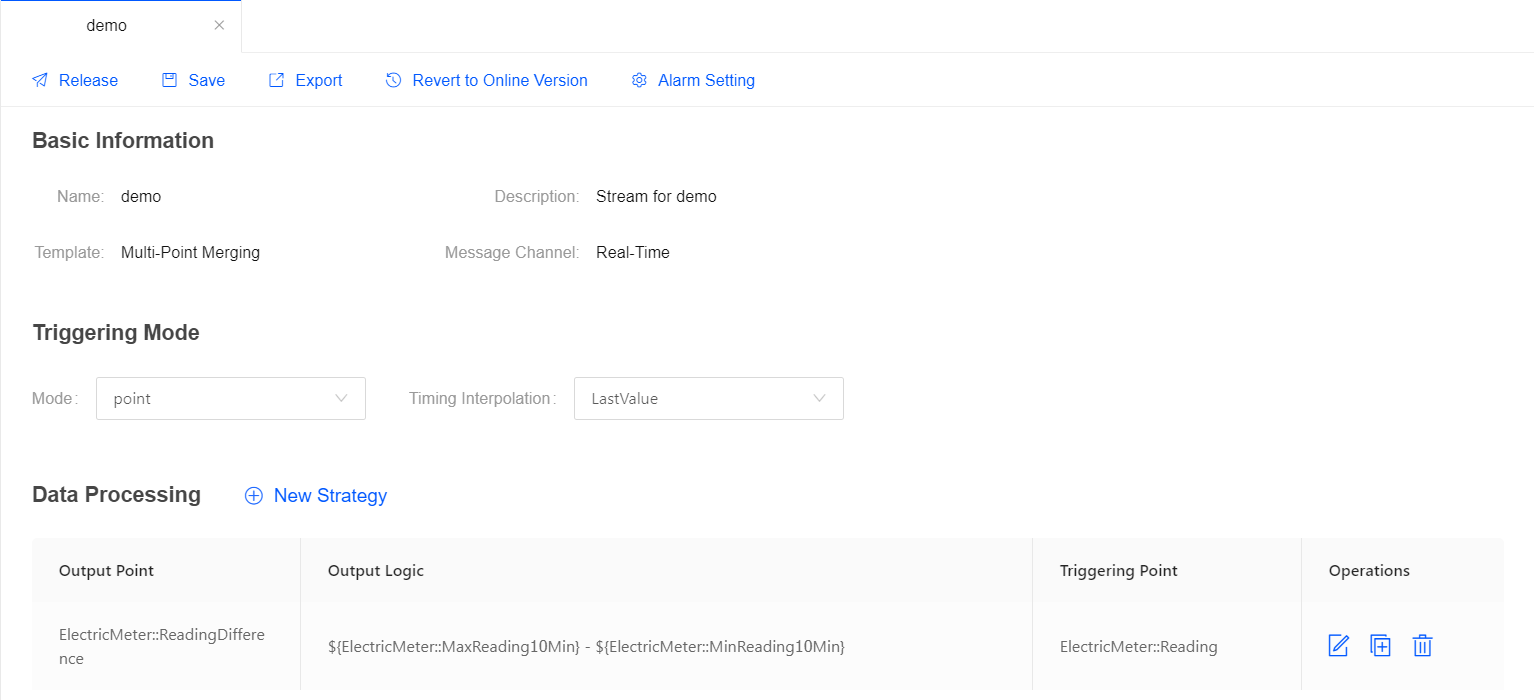 demo
Release Save Export Revert to Online Version Alarm Setting
Basic Information
Name: demo Description: Stream for demo
Template: Multi-Point Merging Message Channel: Real-Time
Triggering Mode
Mode: point Timing Interpolation: LastValue
Data Processing New Strategy
Output Point Output Logic Triggering Point Operations
ElectricMeter::ReadingDiffere
nce
${ElectricMeter::MaxReading10Min} - ${ElectricMeter::MinReading10Min}
ElectricMeter::Reading